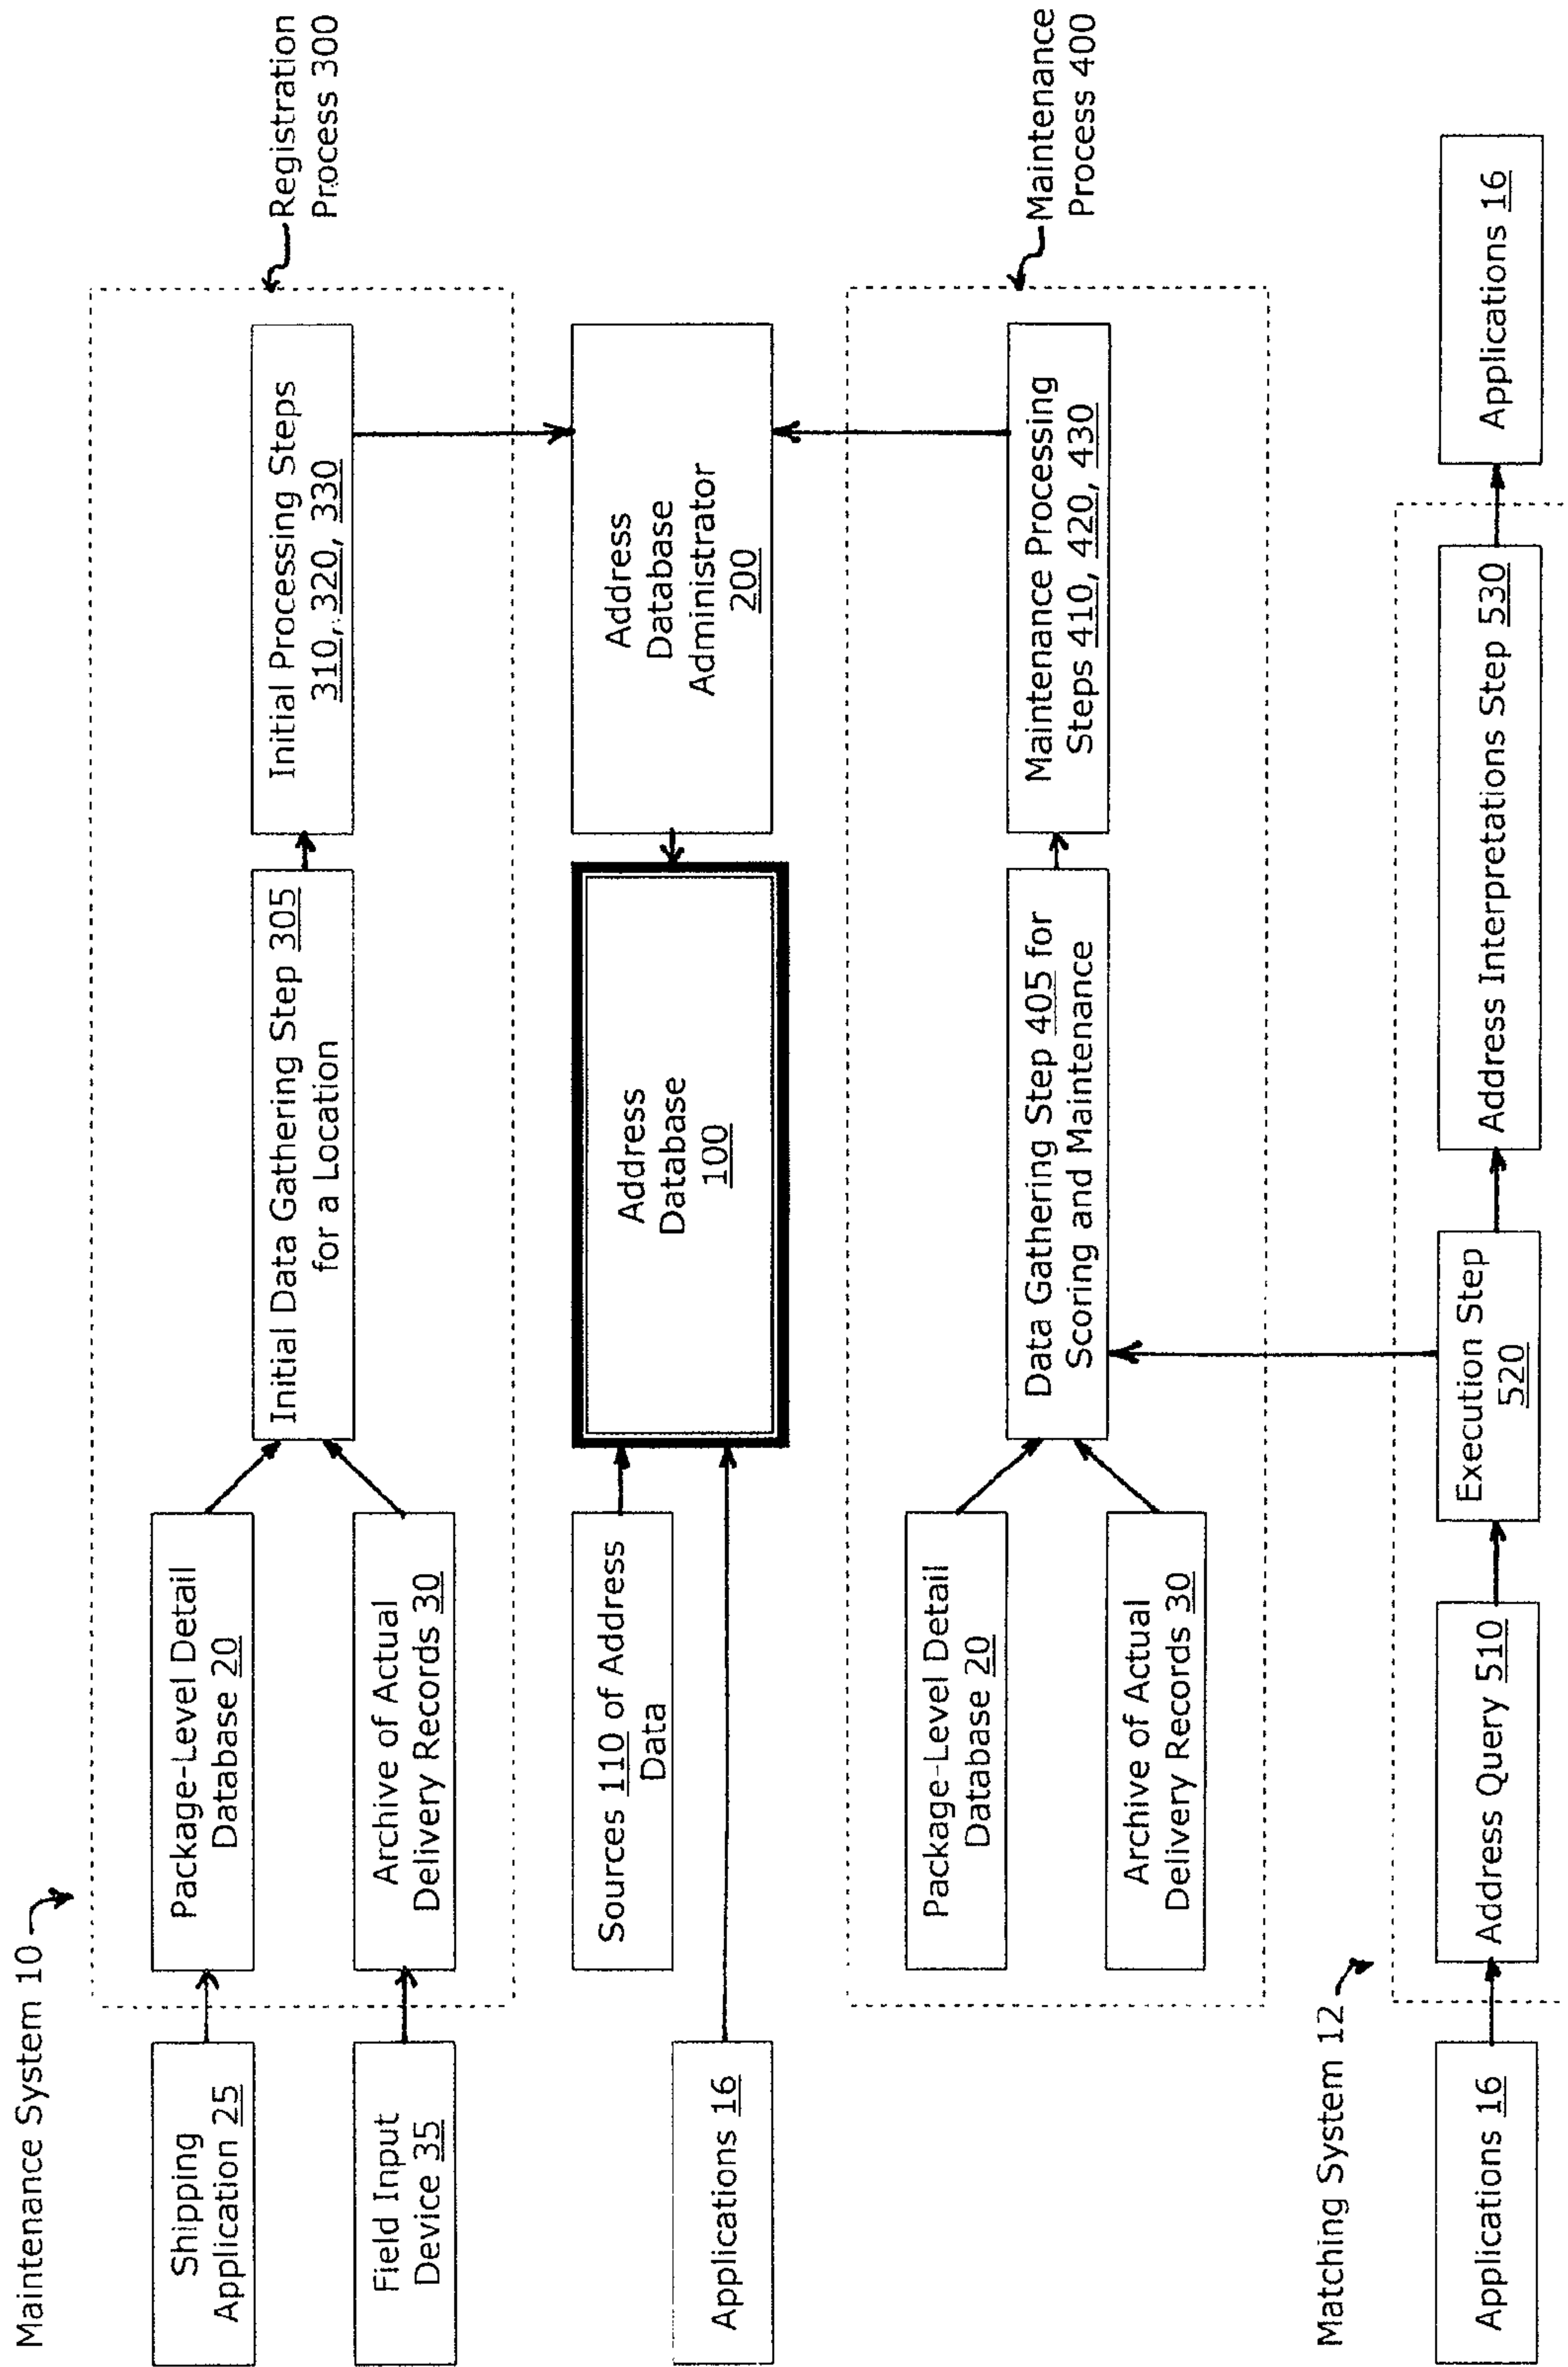 Maintenance System 10
Shipping
Application 25
Package-Level Detail
Database 20
Initial Data Gathering Step 305
for a Location
Initial Processing Steps
310, 320, 330
Registration
Process 300
Field Input
Device 35
Archive of Actual
Delivery Records 30
Sources 110 of Address
Data
Address
Database
100
Address
Database
Administrator
200
Applications 16
Package-Level Detail
Database 20
Data Gathering Step 405 for
Scoring and Maintenance
Maintenance Processing
Steps 410, 420, 430
Maintenance
Process 400
Archive of Actual
Delivery Records 30
Matching System 12
Applications 16
Address Query 510
Execution Step
520
Address Interpretations Step 530
Applications 16